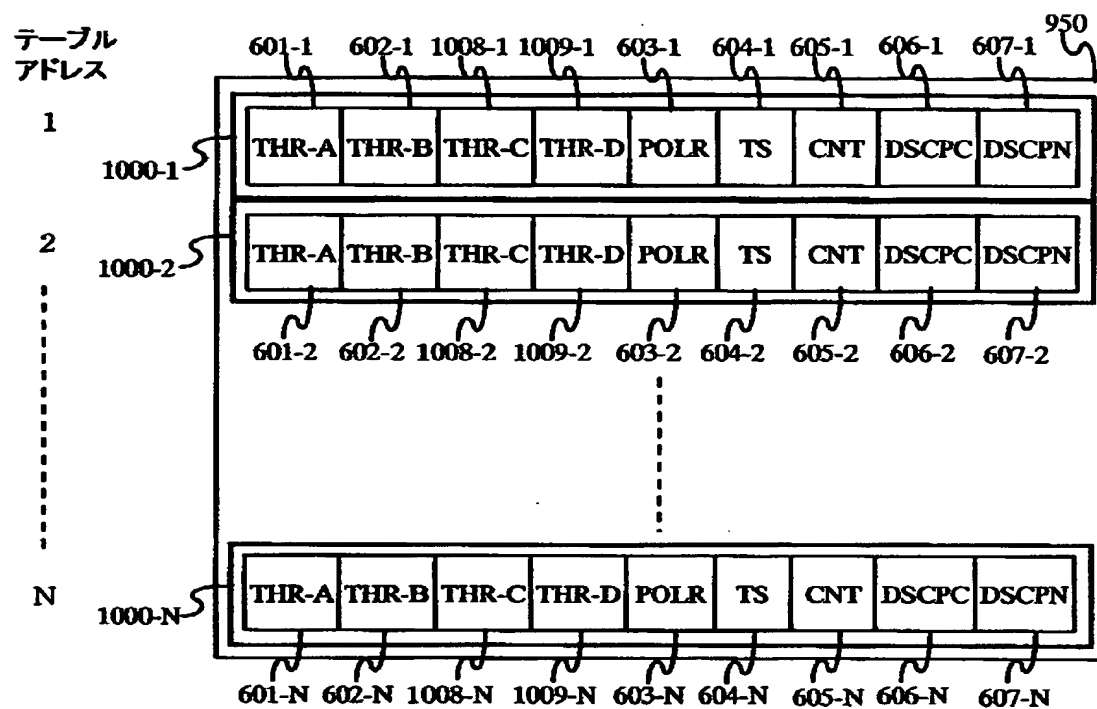 テーブル
アドレス
601-1 602-1 1008-1 1009-1 603-1 604-1 605-1 606-1 607-1 950
1
1000-1
THR-A THR-B THR-C THR-D POLR TS CNT DSCPC DSCPN
2
1000-2
THR-A THR-B THR-C THR-D POLR TS CNT DSCPC DSCPN
601-2 602-2 1008-2 1009-2 603-2 604-2 605-2 606-2 607-2
N
1000-N
THR-A THR-B THR-C THR-D POLR TS CNT DSCPC DSCPN
601-N 602-N 1008-N 1009-N 603-N 604-N 605-N 606-N 607-N